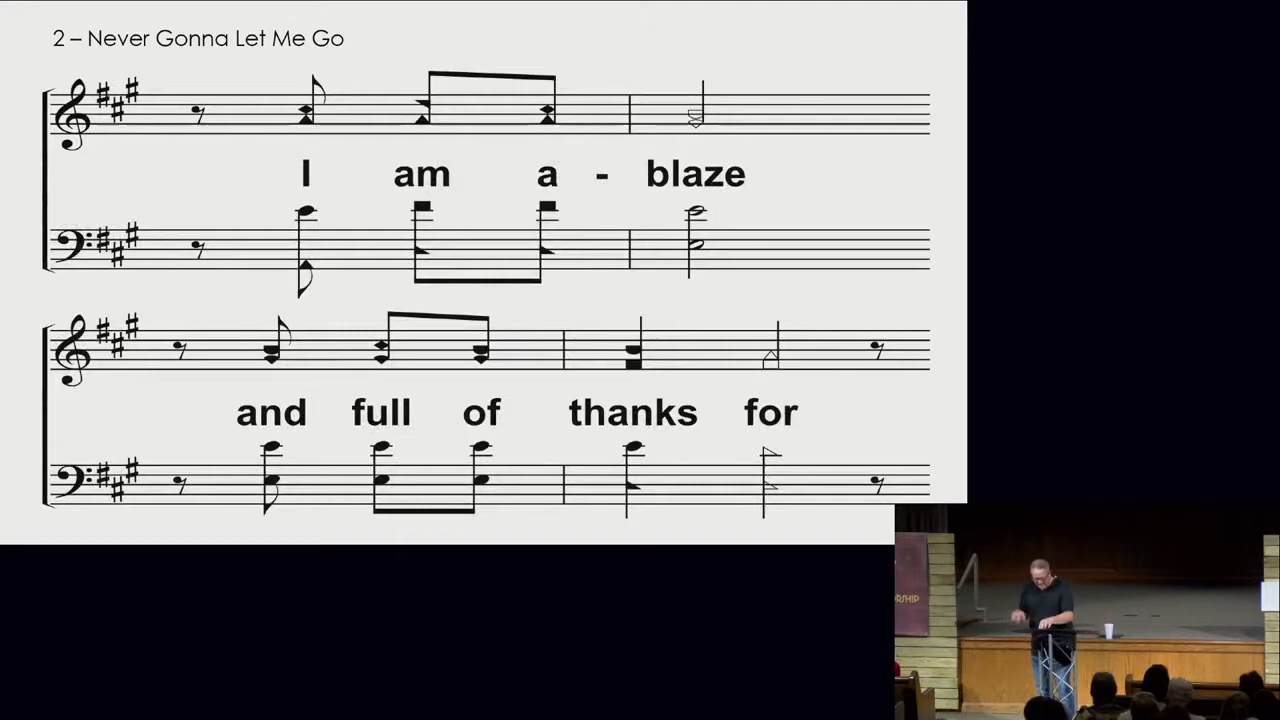 2 – Never Gonna Let Me Go
I am a - blaze
and full of thanks for